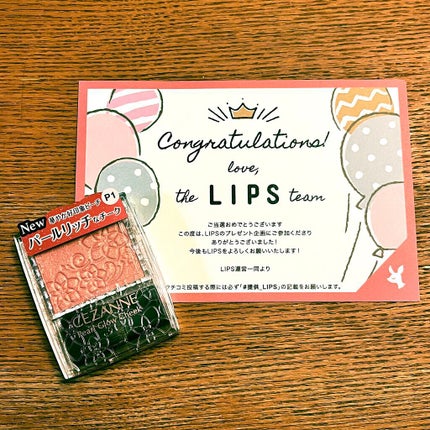 Congratulations!
love,
the LIPS team
ご当選おめでとうございます
この度は、LIPSのプレゼント企画にご参加くださり
ありがとうございました!
今後もLIPSをよろしくお願いいたします!
LIPS運営一同より
クチコミ投稿する際には必ず「#提供_LIPS」の記載をお願いします。
New
P1
パールリッチなチーク
CEZANNE
Pearl Glow Cheek